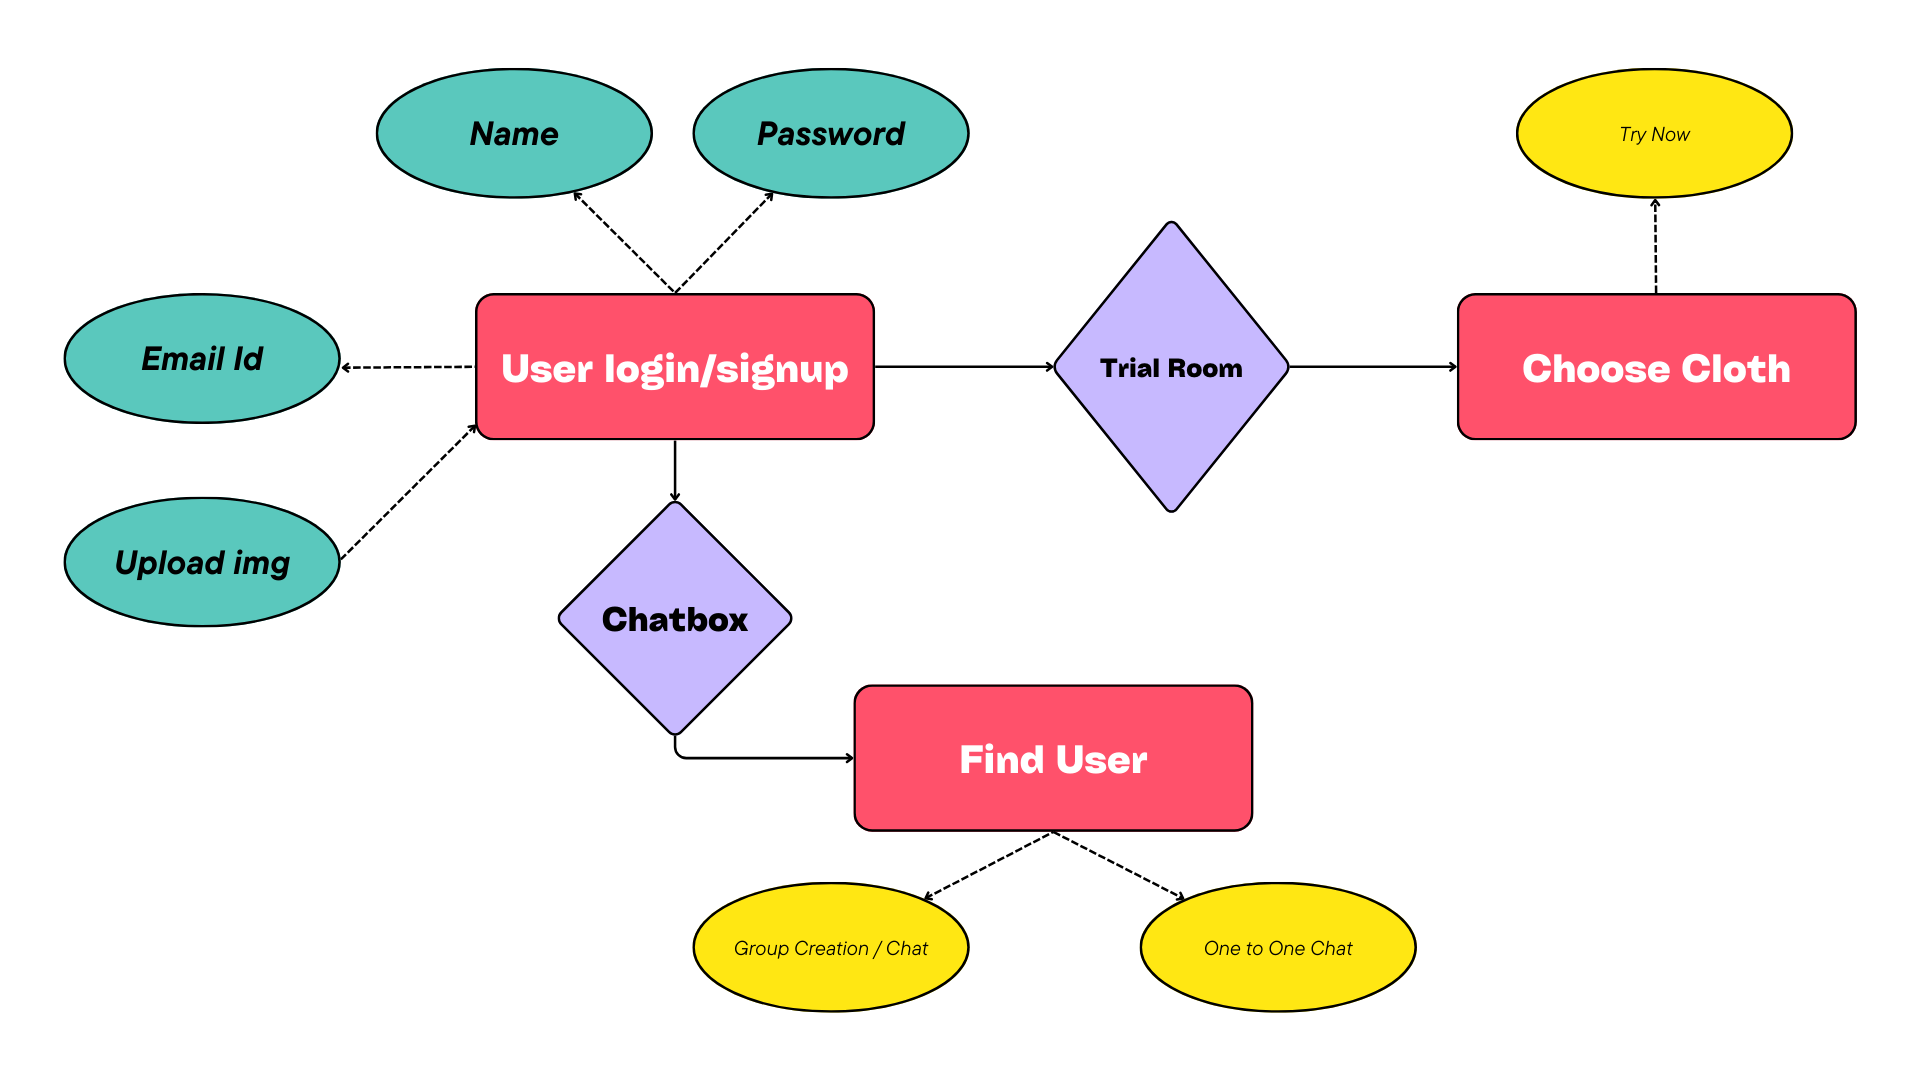 Name
Password
Try Now
Email Id
User login/signup
Trial Room
Choose Cloth
Upload img
Chatbox
Find User
Group Creation / Chat
One to One Chat